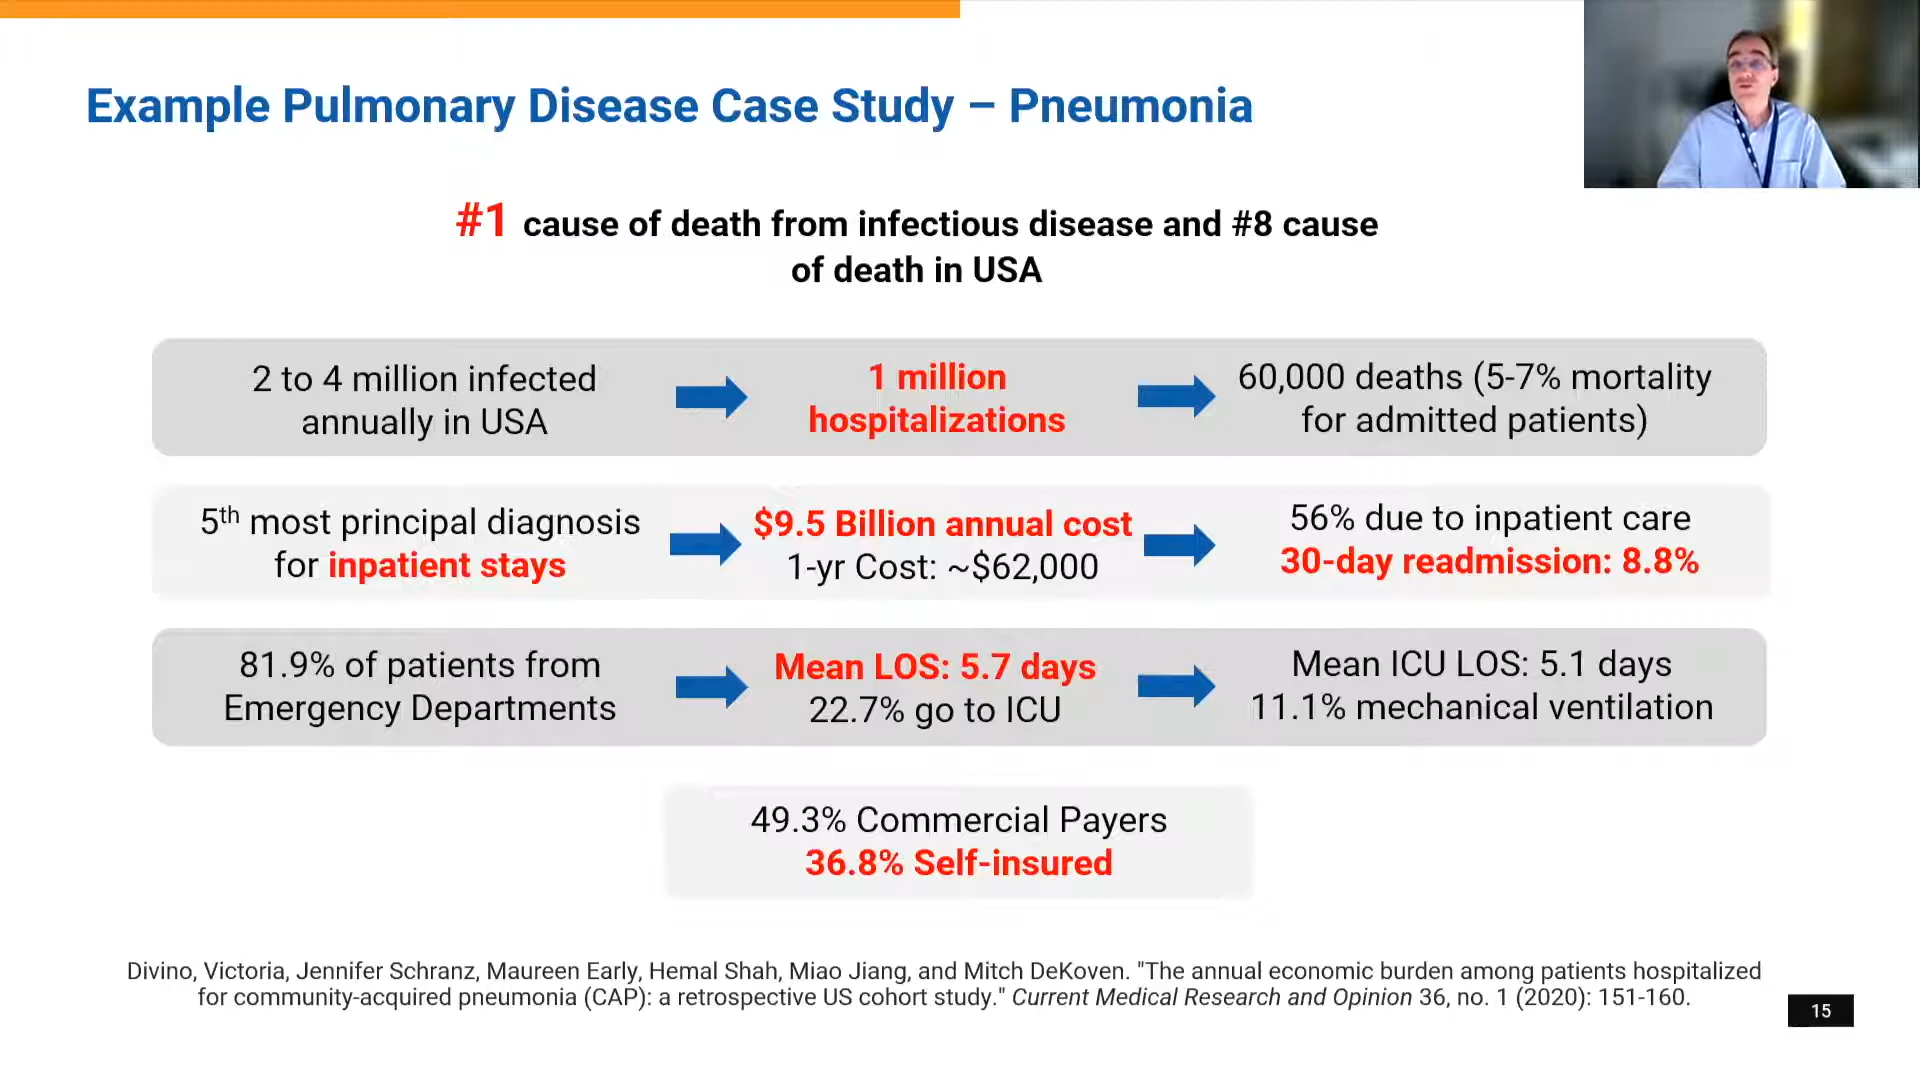 Example Pulmonary Disease Case Study – Pneumonia
#1 cause of death from infectious disease and #8 cause
of death in USA
2 to 4 million infected
annually in USA
1 million
hospitalizations
60,000 deaths (5-7% mortality
for admitted patients)
5th most principal diagnosis
for inpatient stays
$9.5 Billion annual cost
1-yr Cost: ~$62,000
56% due to inpatient care
30-day readmission: 8.8%
81.9% of patients from
Emergency Departments
Mean LOS: 5.7 days
22.7% go to ICU
Mean ICU LOS: 5.1 days
11.1% mechanical ventilation
49.3% Commercial Payers
36.8% Self-insured
Divino, Victoria, Jennifer Schranz, Maureen Early, Hemal Shah, Miao Jiang, and Mitch DeKoven. "The annual economic burden among patients hospitalized
for community-acquired pneumonia (CAP): a retrospective US cohort study." Current Medical Research and Opinion 36, no. 1 (2020): 151-160.
15